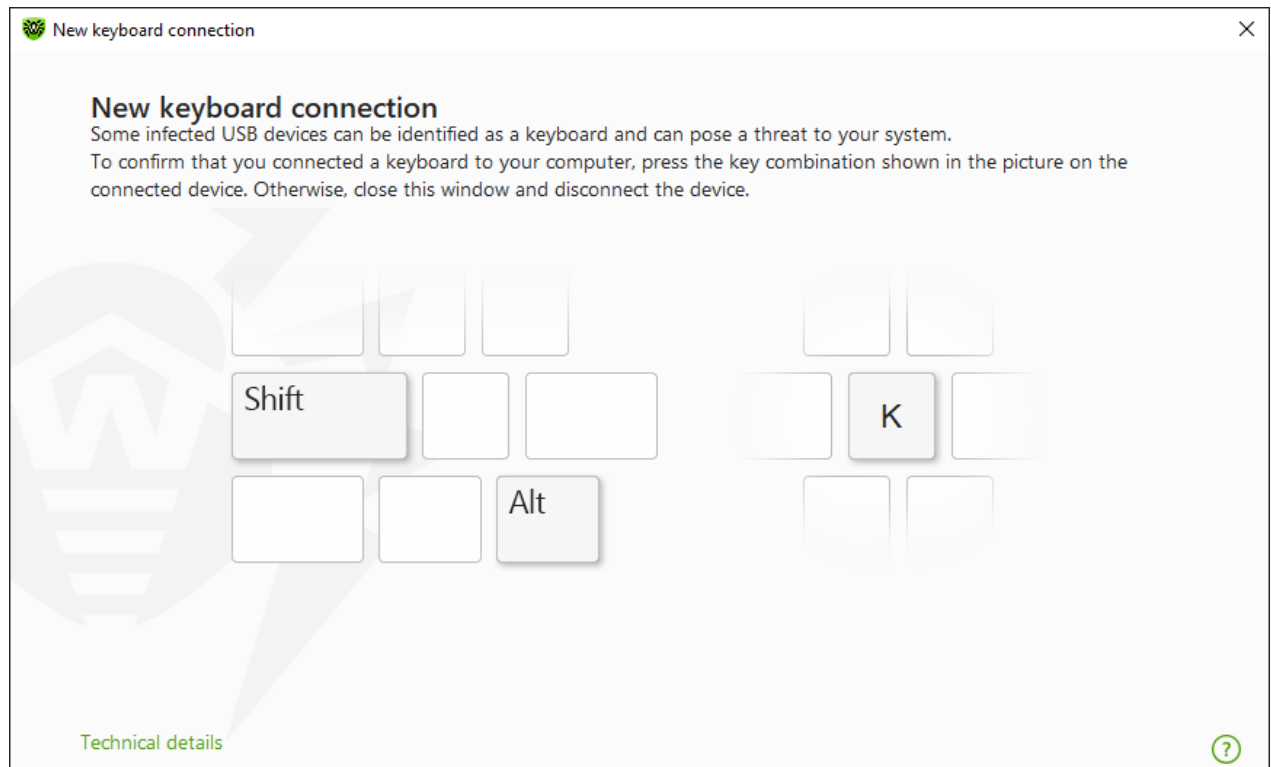 New keyboard connection
New keyboard connection
Some infected USB devices can be identified as a keyboard and can pose a threat to your system.
To confirm that you connected a keyboard to your computer, press the key combination shown in the picture on the
connected device. Otherwise, close this window and disconnect the device.
Shift
K
Alt
Technical details
?